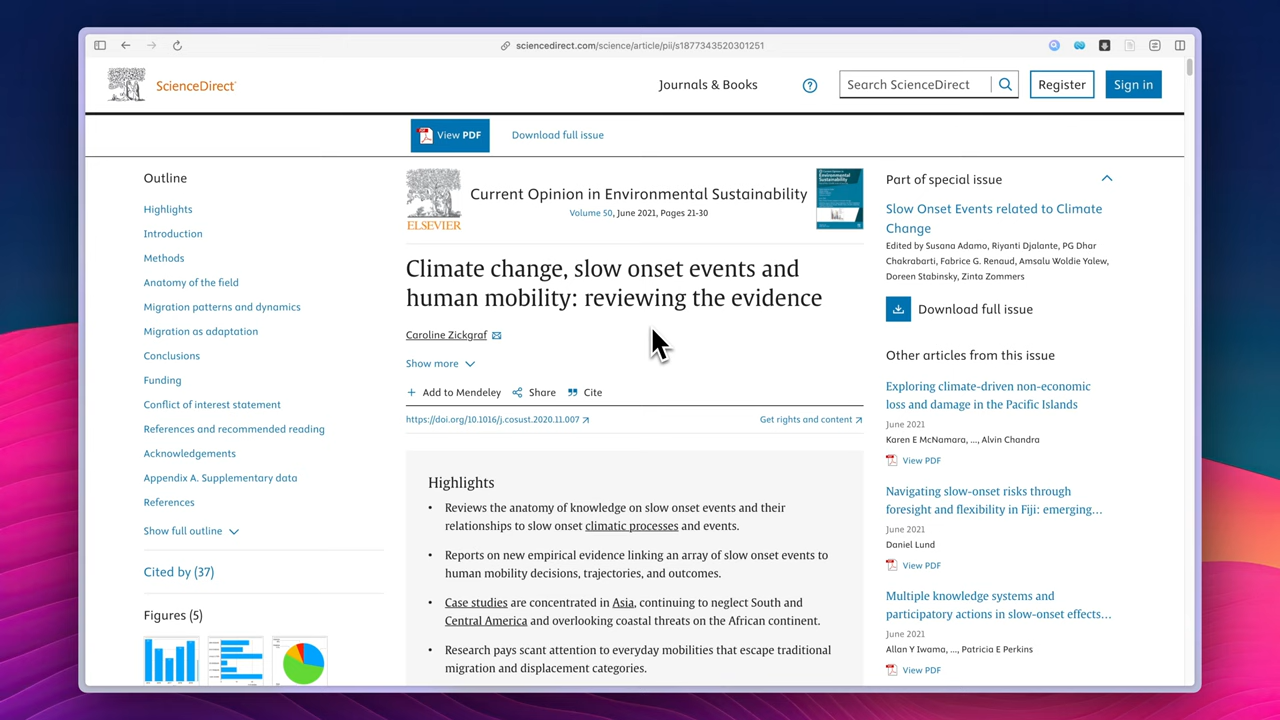 sciencedirect.com/science/article/pii/s1877343520301251
ScienceDirect
Journals & Books
Search ScienceDirect
Register
Sign in
View PDF
Download full issue
Outline
Highlights
Introduction
Methods
Anatomy of the field
Migration patterns and dynamics
Migration as adaptation
Conclusions
Funding
Conflict of interest statement
References and recommended reading
Acknowledgements
Appendix A. Supplementary data
References
Show full outline
Cited by (37)
Figures (5)
ELSEVIER
Current Opinion in Environmental Sustainability
Volume 50, June 2021, Pages 21-30
Climate change, slow onset events and
human mobility: reviewing the evidence
Caroline Zickgraf
Show more
+ Add to Mendeley
Share
Cite
https://doi.org/10.1016/j.cosust.2020.11.007
Get rights and content
Highlights
• Reviews the anatomy of knowledge on slow onset events and their
relationships to slow onset climatic processes and events.
• Reports on new empirical evidence linking an array of slow onset events to
human mobility decisions, trajectories, and outcomes.
• Case studies are concentrated in Asia, continuing to neglect South and
Central America and overlooking coastal threats on the African continent.
• Research pays scant attention to everyday mobilities that escape traditional
migration and displacement categories.
Part of special issue
Slow Onset Events related to Climate
Change
Edited by Susana Adamo, Riyanti Djalante, PG Dhar
Chakrabarti, Fabrice G. Renaud, Amsalu Woldie Yalew,
Doreen Stabinsky, Zinta Zommers
Download full issue
Other articles from this issue
Exploring climate-driven non-economic
loss and damage in the Pacific Islands
June 2021
Karen E McNamara, ..., Alvin Chandra
View PDF
Navigating slow-onset risks through
foresight and flexibility in Fiji: emerging...
June 2021
Daniel Lund
View PDF
Multiple knowledge systems and
participatory actions in slow-onset effects...
June 2021
Allan Y Iwama, ..., Patricia E Perkins
View PDF